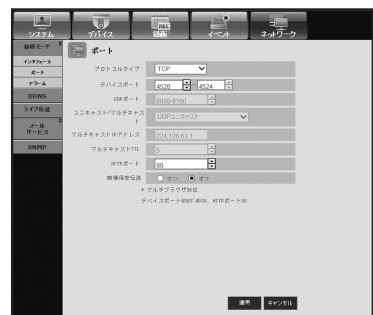 システム デバイス 録画 イベント ネットワーク
REC
接続モード
インタフェース
ポート
アラーム
DDNS
ライブ伝送
メール
サービス
SNMP
ポート
プロトコルタイプ TCP
デバイスポート 4520 ~ 4524
UDPポート 8000-8160
ユニキャスト/マルチキャスト UDPユニキャスト
マルチキャストIPアドレス 224.126.63.1
マルチキャストTTL 5
HTTPポート 80
映像保安伝送 オン オフ
* マルチブラウザ対応
デバイスポート4505~4530, HTTPポート80
適用 キャンセル